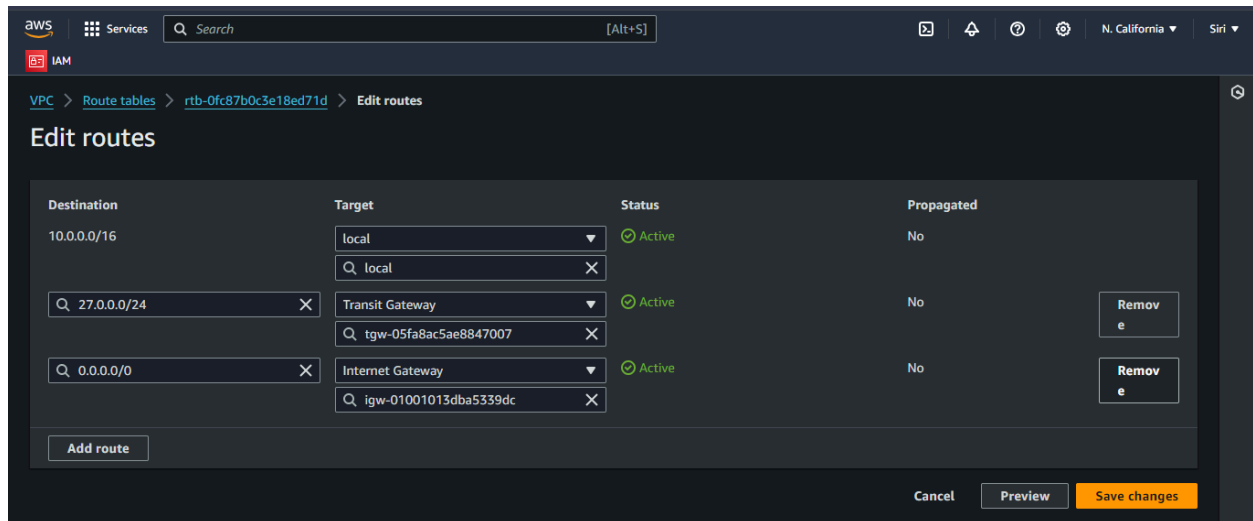 aws Services Search [Alt+S] N. California Siri
IAM
VPC > Route tables > rtb-0fc87b0c3e18ed71d > Edit routes
Edit routes
Destination Target Status Propagated
10.0.0.0/16 local Active No
local
27.0.0.0/24 Transit Gateway Active No Remov
e
tgw-05fa8ac5ae8847007
0.0.0.0/0 Internet Gateway Active No Remov
e
igw-01001013dba5339dc
Add route
Cancel Preview Save changes